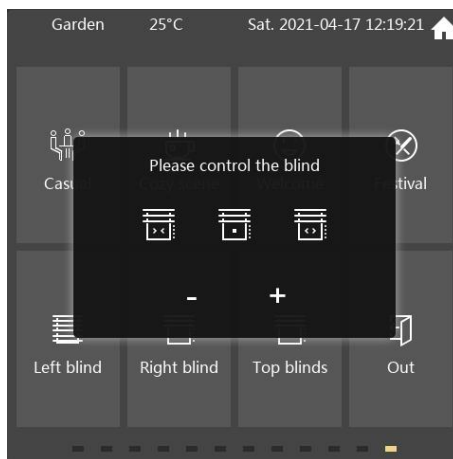 Garden 25°C Sat. 2021-04-17 12:19:21
Please control the blind
- +
Left blind Right blind Top blinds Out